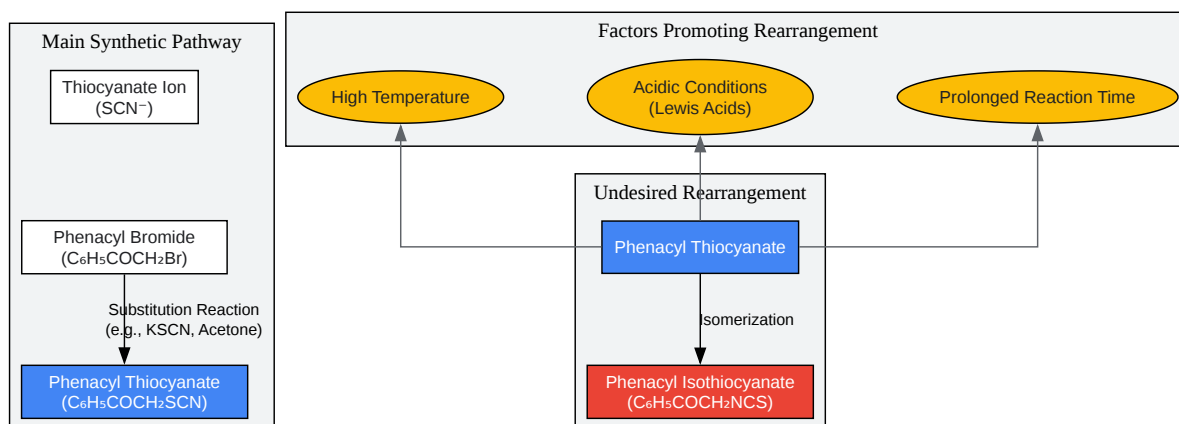 Main Synthetic Pathway
Thiocyanate Ion
(SCN⁻)
Phenacyl Bromide
(C₆H₅COCH₂Br)
Substitution Reaction
(e.g., KSCN, Acetone)
Phenacyl Thiocyanate
(C₆H₅COCH₂SCN)
Factors Promoting Rearrangement
High Temperature
Acidic Conditions
(Lewis Acids)
Prolonged Reaction Time
Undesired Rearrangement
Phenacyl Thiocyanate
Isomerization
Phenacyl Isothiocyanate
(C₆H₅COCH₂NCS)